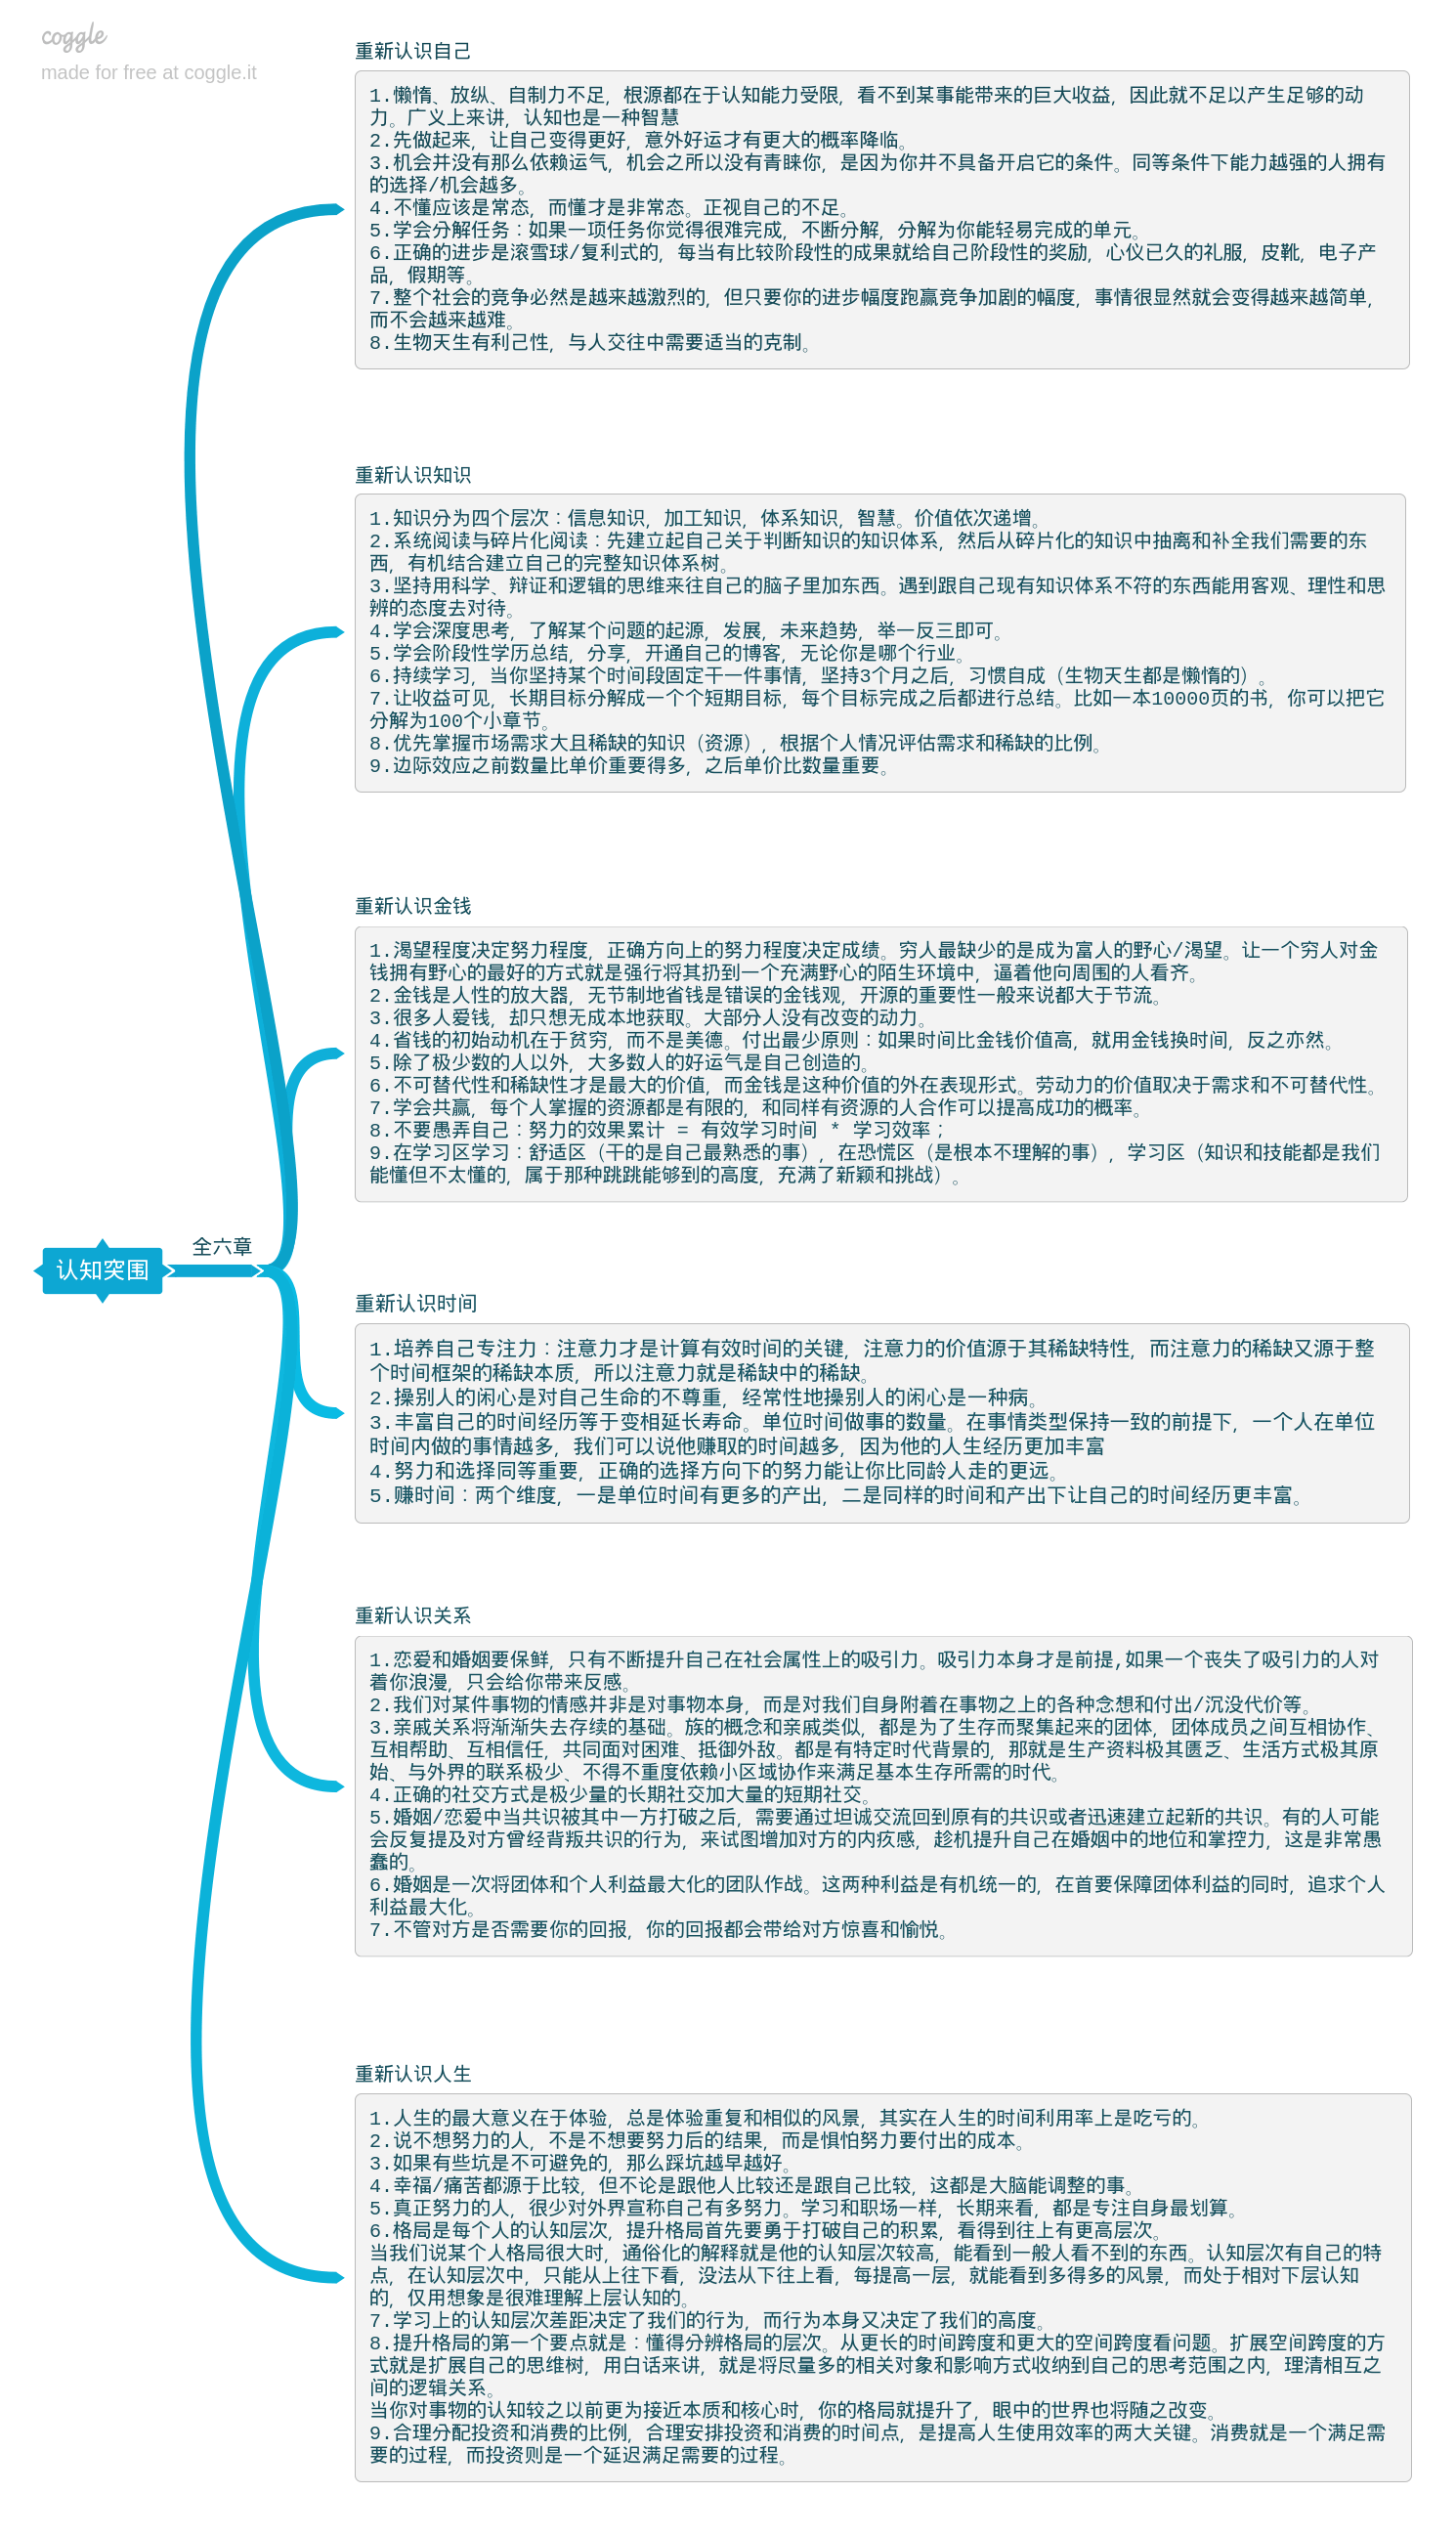 coggle
made for free at coggle.it
重新认识自己
1.懒惰、放纵、自制力不足，根源都在于认知能力受限，看不到某事能带来的巨大收益，因此就不足以产生足够的动
力。广义上来讲，认知也是一种智慧
2.先做起来，让自己变得更好，意外好运才有更大的概率降临。
3.机会并没有那么依赖运气，机会之所以没有青睐你，是因为你并不具备开启它的条件。同等条件下能力越强的人拥有
的选择/机会越多。
4.不懂应该是常态，而懂才是非常态。正视自己的不足。
5.学会分解任务：如果一项任务你觉得很难完成，不断分解，分解为你能轻易完成的单元。
6.正确的进步是滚雪球/复利式的，每当有比较阶段性的成果就给自己阶段性的奖励，心仪已久的礼服，皮靴，电子产
品，假期等。
7.整个社会的竞争必然是越来越激烈的，但只要你的进步幅度跑赢竞争加剧的幅度，事情很显然就会变得越来越简单，
而不会越来越难。
8.生物天生有利己性，与人交往中需要适当的克制。
重新认识知识
1.知识分为四个层次：信息知识，加工知识，体系知识，智慧。价值依次递增。
2.系统阅读与碎片化阅读：先建立起自己关于判断知识的知识体系，然后从碎片化的知识中抽离和补全我们需要的东
西，有机结合建立自己的完整知识体系树。
3.坚持用科学、辩证和逻辑的思维来往自己的脑子里加东西。遇到跟自己现有知识体系不符的东西能用客观、理性和思
辨的态度去对待。
4.学会深度思考，了解某个问题的起源，发展，未来趋势，举一反三即可。
5.学会阶段性学历总结，分享，开通自己的博客，无论你是哪个行业。
6.持续学习，当你坚持某个时间段固定干一件事情，坚持3个月之后，习惯自成（生物天生都是懒惰的）。
7.让收益可见，长期目标分解成一个个短期目标，每个目标完成之后都进行总结。比如一本10000页的书，你可以把它
分解为100个小章节。
8.优先掌握市场需求大且稀缺的知识（资源），根据个人情况评估需求和稀缺的比例。
9.边际效应之前数量比单价重要得多，之后单价比数量重要。
重新认识金钱
1.渴望程度决定努力程度，正确方向上的努力程度决定成绩。穷人最缺少的是成为富人的野心/渴望。让一个穷人对金
钱拥有野心的最好的方式就是强行将其扔到一个充满野心的陌生环境中，逼着他向周围的人看齐。
2.金钱是人性的放大器，无节制地省钱是错误的金钱观，开源的重要性一般来说都大于节流。
3.很多人爱钱，却只想无成本地获取。大部分人没有改变的动力。
4.省钱的初始动机在于贫穷，而不是美德。付出最少原则：如果时间比金钱价值高，就用金钱换时间，反之亦然。
5.除了极少数的人以外，大多数人的好运气是自己创造的。
6.不可替代性和稀缺性才是最大的价值，而金钱是这种价值的外在表现形式。劳动力的价值取决于需求和不可替代性。
7.学会共赢，每个人掌握的资源都是有限的，和同样有资源的人合作可以提高成功的概率。
8.不要愚弄自己：努力的效果累计 = 有效学习时间 * 学习效率；
9.在学习区学习：舒适区（干的是自己最熟悉的事），在恐慌区（是根本不理解的事），学习区（知识和技能都是我们
能懂但不太懂的，属于那种跳跳能够到的高度，充满了新颖和挑战）。
全六章
认知突围
重新认识时间
1.培养自己专注力：注意力才是计算有效时间的关键，注意力的价值源于其稀缺特性，而注意力的稀缺又源于整
个时间框架的稀缺本质，所以注意力就是稀缺中的稀缺。
2.操别人的闲心是对自己生命的不尊重，经常性地操别人的闲心是一种病。
3.丰富自己的时间经历等于变相延长寿命。单位时间做事的数量。在事情类型保持一致的前提下，一个人在单位
时间内做的事情越多，我们可以说他赚取的时间越多，因为他的人生经历更加丰富
4.努力和选择同等重要，正确的选择方向下的努力能让你比同龄人走的更远。
5.赚时间：两个维度，一是单位时间有更多的产出，二是同样的时间和产出下让自己的时间经历更丰富。
重新认识关系
1.恋爱和婚姻要保鲜，只有不断提升自己在社会属性上的吸引力。吸引力本身才是前提,如果一个丧失了吸引力的人对
着你浪漫，只会给你带来反感。
2.我们对某件事物的情感并非是对事物本身，而是对我们自身附着在事物之上的各种念想和付出/沉没代价等。
3.亲戚关系将渐渐失去存续的基础。族的概念和亲戚类似，都是为了生存而聚集起来的团体，团体成员之间互相协作、
互相帮助、互相信任，共同面对困难、抵御外敌。都是有特定时代背景的，那就是生产资料极其匮乏、生活方式极其原
始、与外界的联系极少、不得不重度依赖小区域协作来满足基本生存所需的时代。
4.正确的社交方式是极少量的长期社交加大量的短期社交。
5.婚姻/恋爱中当共识被其中一方打破之后，需要通过坦诚交流回到原有的共识或者迅速建立起新的共识。有的人可能
会反复提及对方曾经背叛共识的行为，来试图增加对方的内疚感，趁机提升自己在婚姻中的地位和掌控力，这是非常愚
蠢的。
6.婚姻是一次将团体和个人利益最大化的团队作战。这两种利益是有机统一的，在首要保障团体利益的同时，追求个人
利益最大化。
7.不管对方是否需要你的回报，你的回报都会带给对方惊喜和愉悦。
重新认识人生
1.人生的最大意义在于体验，总是体验重复和相似的风景，其实在人生的时间利用率上是吃亏的。
2.说不想努力的人，不是不想要努力后的结果，而是惧怕努力要付出的成本。
3.如果有些坑是不可避免的，那么踩坑越早越好。
4.幸福/痛苦都源于比较，但不论是跟他人比较还是跟自己比较，这都是大脑能调整的事。
5.真正努力的人，很少对外界宣称自己有多努力。学习和职场一样，长期来看，都是专注自身最划算。
6.格局是每个人的认知层次，提升格局首先要勇于打破自己的积累，看得到往上有更高层次。
当我们说某个人格局很大时，通俗化的解释就是他的认知层次较高，能看到一般人看不到的东西。认知层次有自己的特
点，在认知层次中，只能从上往下看，没法从下往上看，每提高一层，就能看到多得多的风景，而处于相对下层认知
的，仅用想象是很难理解上层认知的。
7.学习上的认知层次差距决定了我们的行为，而行为本身又决定了我们的高度。
8.提升格局的第一个要点就是：懂得分辨格局的层次。从更长的时间跨度和更大的空间跨度看问题。扩展空间跨度的方
式就是扩展自己的思维树，用白话来讲，就是将尽量多的相关对象和影响方式收纳到自己的思考范围之内，理清相互之
间的逻辑关系。
当你对事物的认知较之以前更为接近本质和核心时，你的格局就提升了，眼中的世界也将随之改变。
9.合理分配投资和消费的比例，合理安排投资和消费的时间点，是提高人生使用效率的两大关键。消费就是一个满足需
要的过程，而投资则是一个延迟满足需要的过程。